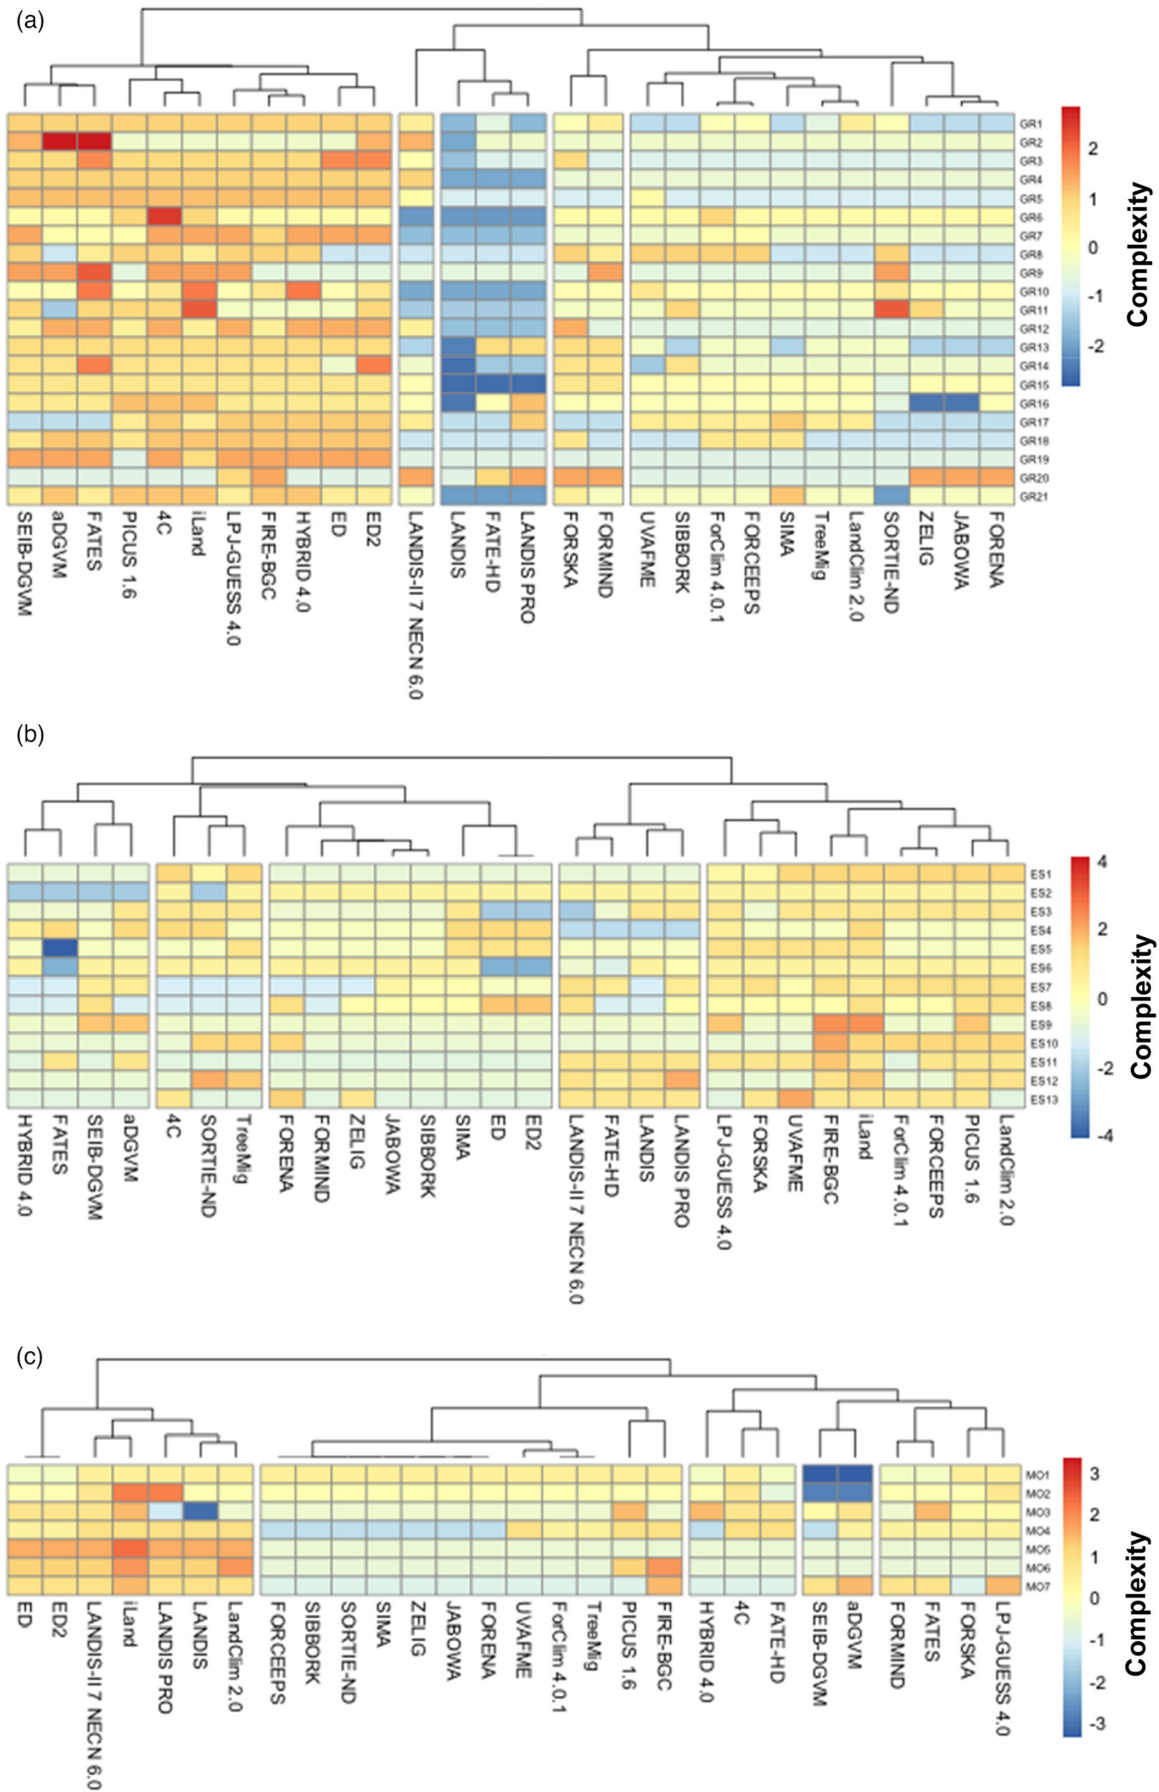 (a)
GR1
GR2
GR3
GR4
GR5
GR6
GR7
GR8
GR9
GR10
GR11
GR12
GR13
GR14
GR15
GR16
GR17
GR18
GR19
GR20
GR21
2
1
0
-1
-2
Complexity
SEIB-DGVM
aDGVM
FATES
PICUS 1.6
4C
iLand
LPJ-GUESS 4.0
FIRE-BGC
HYBRID 4.0
ED
ED2
LANDIS-II 7 NECN 6.0
LANDIS
FATE-HD
LANDIS PRO
FORSKA
FORMIND
UVAFME
SIBBORK
ForClim 4.0.1
FORCEEPS
SIMA
TreeMig
LandClim 2.0
SORTIE-ND
ZELIG
JABOWA
FORENA
(b)
ES1
ES2
ES3
ES4
ES5
ES6
ES7
ES8
ES9
ES10
ES11
ES12
ES13
4
2
0
-2
-4
Complexity
HYBRID 4.0
FATES
SEIB-DGVM
aDGVM
4C
SORTIE-ND
TreeMig
FORENA
FORMIND
ZELIG
JABOWA
SIBBORK
SIMA
ED
ED2
LANDIS-II 7 NECN 6.0
FATE-HD
LANDIS
LANDIS PRO
LPJ-GUESS 4.0
FORSKA
UVAFME
FIRE-BGC
iLand
ForClim 4.0.1
FORCEEPS
PICUS 1.6
LandClim 2.0
(c)
MO1
MO2
MO3
MO4
MO5
MO6
MO7
3
2
1
0
-1
-2
-3
Complexity
ED
ED2
LANDIS-II 7 NECN 6.0
iLand
LANDIS PRO
LANDIS
LandClim 2.0
FORCEEPS
SIBBORK
SORTIE-ND
SIMA
ZELIG
JABOWA
FORENA
UVAFME
ForClim 4.0.1
TreeMig
PICUS 1.6
FIRE-BGC
HYBRID 4.0
4C
FATE-HD
SEIB-DGVM
aDGVM
FORMIND
FATES
FORSKA
LPJ-GUESS 4.0